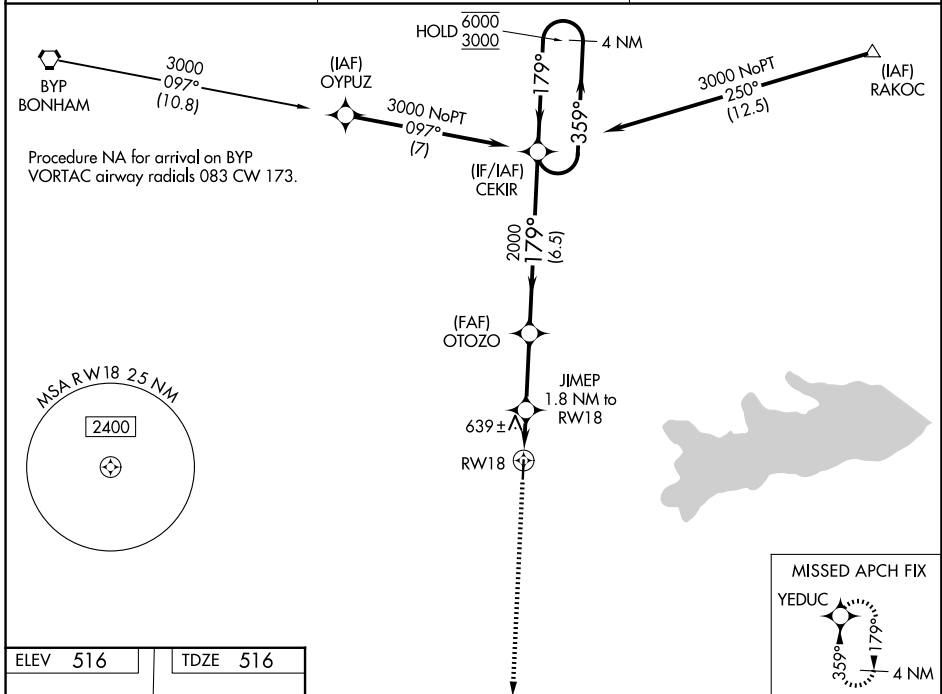 HOLD 6000
3000
4 NM
179°
359°
BYP
BONHAM
3000
097°
(10.8)
(IAF)
OYPUZ
3000 NoPT
097°
(7)
3000 NoPT
250°
(12.5)
(IAF)
RAKOC
Procedure NA for arrival on BYP
VORTAC airway radials 083 CW 173.
(IF/IAF)
CEKIR
2000
179°
(6.5)
(FAF)
OTOZO
JIMEP
1.8 NM to
RW18
639±
RW18
MSA RW18 25 NM
2400
MISSED APCH FIX
YEDUC
359°
179°
4 NM
ELEV 516
TDZE 516